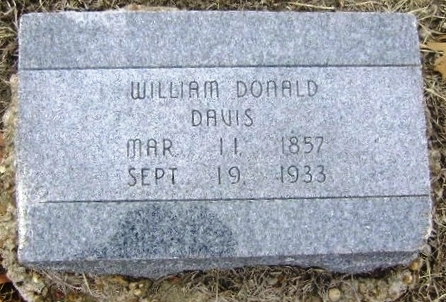 WILLIAM DONALD
DAVIS
MAR 11, 1857
SEPT 19, 1933